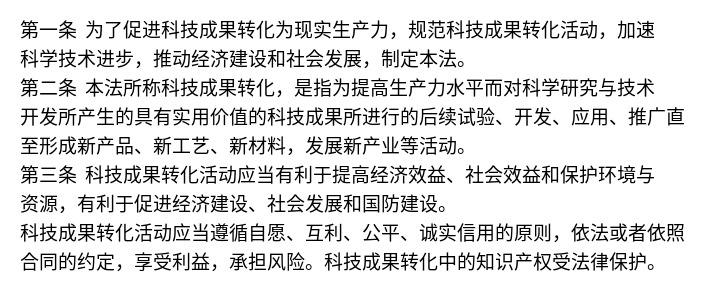 第一条 为了促进科技成果转化为现实生产力，规范科技成果转化活动，加速
科学技术进步，推动经济建设和社会发展，制定本法。
第二条 本法所称科技成果转化，是指为提高生产力水平而对科学研究与技术
开发所产生的具有实用价值的科技成果所进行的后续试验、开发、应用、推广直
至形成新产品、新工艺、新材料，发展新产业等活动。
第三条 科技成果转化活动应当有利于提高经济效益、社会效益和保护环境与
资源，有利于促进经济建设、社会发展和国防建设。
科技成果转化活动应当遵循自愿、互利、公平、诚实信用的原则，依法或者依照
合同的约定，享受利益，承担风险。科技成果转化中的知识产权受法律保护。